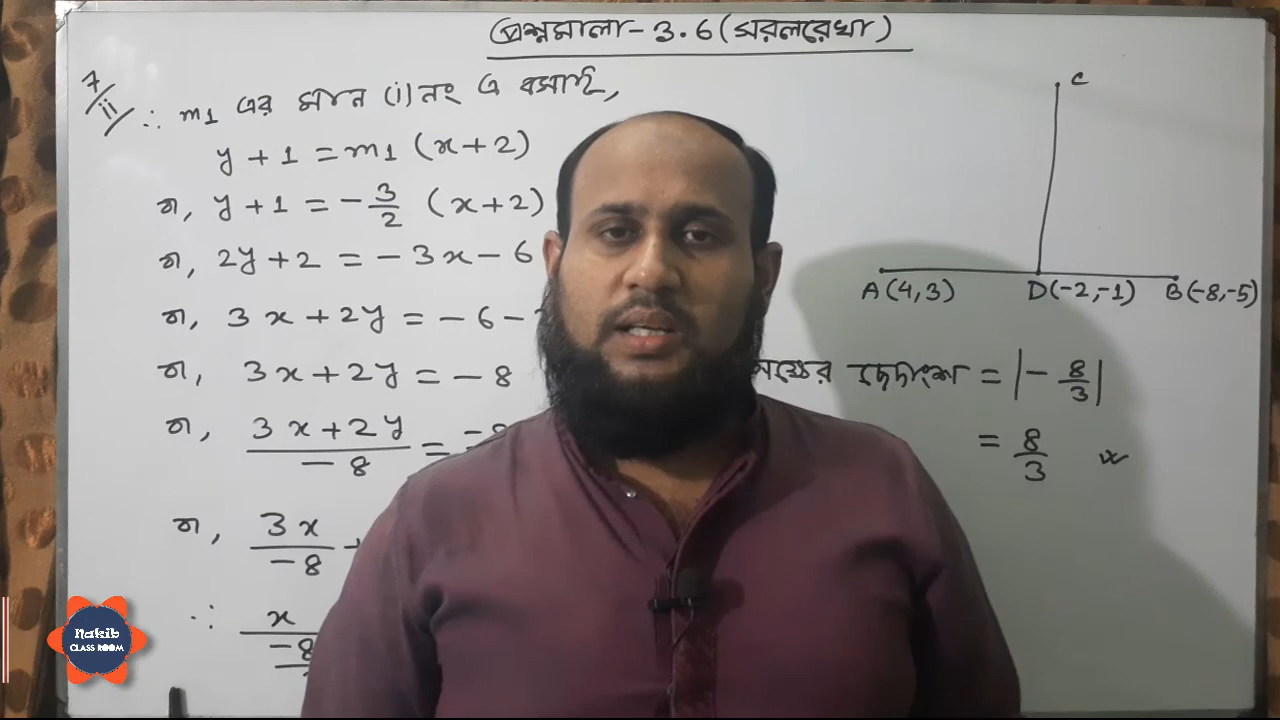 প্রশ্নমালা - 3.6 (সরলরেখা)
7/ii
∴ m₁ এর মান (i) নং এ বসাই,
y + 1 = m₁ (x+2)
বা, y + 1 = - 3/2 (x+2)
বা, 2y + 2 = - 3x - 6
বা, 3x + 2y = - 6 -
বা, 3x + 2y = - 8
বা, (3x + 2y)/-8 =
বা, 3x/-8
∴ x/-8
C
A (4, 3) D (-2, -1) B (-8, -5)
অক্ষের ছেদাংশ = |- 8/3|
= 8/3
Nakib
CLASS ROOM